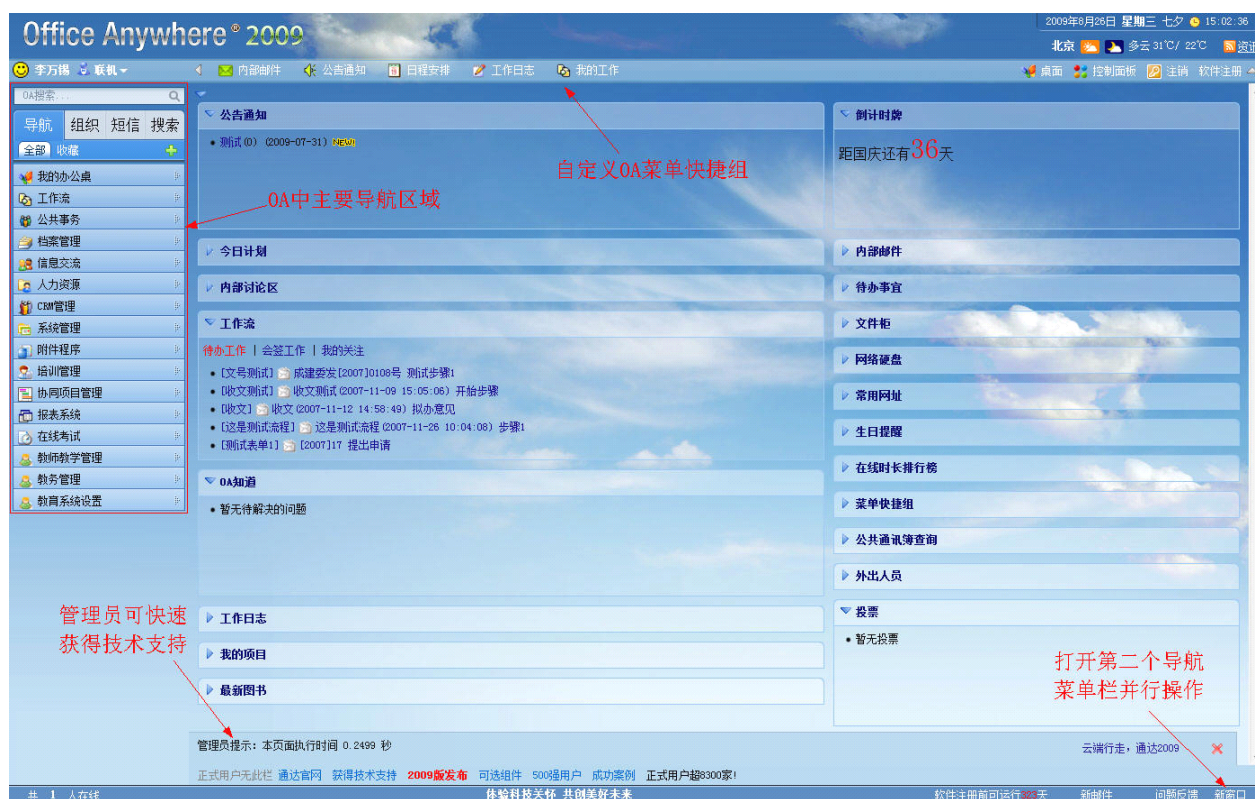 Office Anywhere® 2009
2009年8月26日 星期三 七夕 15:02:36
北京 多云 31℃/ 22℃ 资讯
李万锡 联机 内部邮件 公告通知 日程安排 工作日志 我的工作 桌面 控制面板 注销 软件注册
OA搜索...
导航 组织 短信 搜索
全部 收藏
我的办公桌
工作流
公共事务
档案管理
信息交流
人力资源
CRM管理
系统管理
附件程序
培训管理
协同项目管理
报表系统
在线考试
教师教学管理
教务管理
教育系统设置
OA中主要导航区域
自定义OA菜单快捷组
管理员可快速
获得技术支持
公告通知
测试(0) (2009-07-31) NEW!
今日计划
内部讨论区
工作流
待办工作 | 会签工作 | 我的关注
[文号测试] 成建委发[2007]0108号 测试步骤1
[收文测试] 收文测试(2007-11-09 15:05:06) 开始步骤
[收文] 收文(2007-11-12 14:58:49) 拟办意见
[这是测试流程] 这是测试流程(2007-11-26 10:04:08) 步骤1
[测试表单1] [2007]17 提出申请
OA知道
暂无待解决的问题
工作日志
我的项目
最新图书
倒计时牌
距国庆还有36天
内部邮件
待办事宜
文件柜
网络硬盘
常用网址
生日提醒
在线时长排行榜
菜单快捷组
公共通讯簿查询
外出人员
投票
暂无投票
打开第二个导航
菜单栏并行操作
管理员提示：本页面执行时间 0.2499 秒
云端行走，通达2009
正式用户无此栏 通达官网 获得技术支持 2009版发布 可选组件 500强用户 成功案例 正式用户超8300家!
共 1 人在线 体验科技关怀 共创美好未来 软件注册前可运行323天 新邮件 问题反馈 新窗口